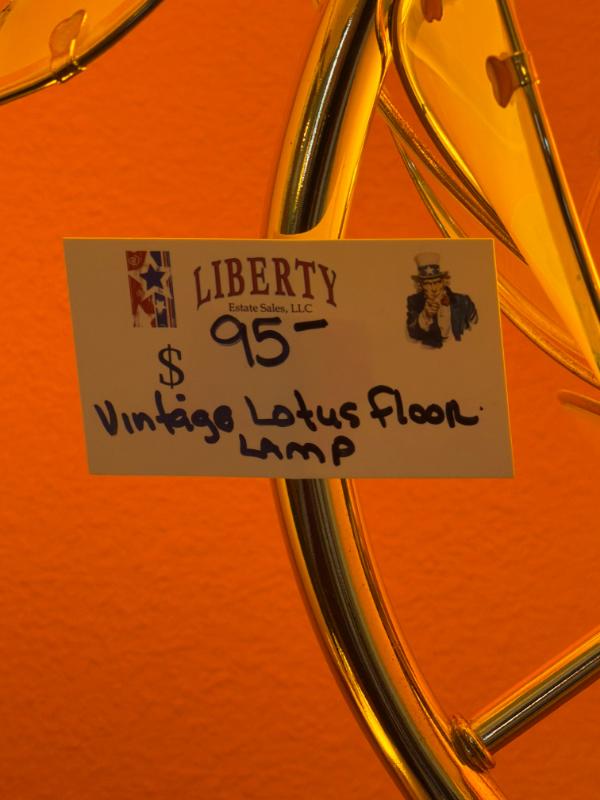 LIBERTY
Estate Sales, LLC
$ 95-
Vintage Lotus Floor
LAMP